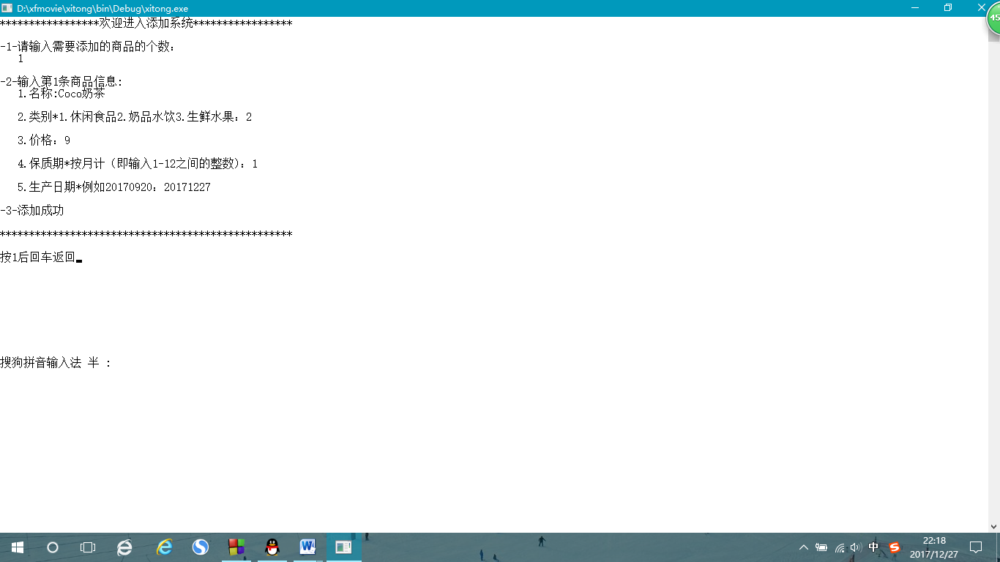 D:\xfmovie\xitong\bin\Debug\xitong.exe
*****************欢迎进入添加系统*****************
-1-请输入需要添加的商品的个数:
1
-2-输入第1条商品信息:
1.名称:Coco奶茶
2.类别*1.休闲食品2.奶品水饮3.生鲜水果：2
3.价格：9
4.保质期*按月计（即输入1-12之间的整数）：1
5.生产日期*例如20170920：20171227
-3-添加成功
**************************************************
按1后回车返回
搜狗拼音输入法 半 :
45
中
22:18
2017/12/27